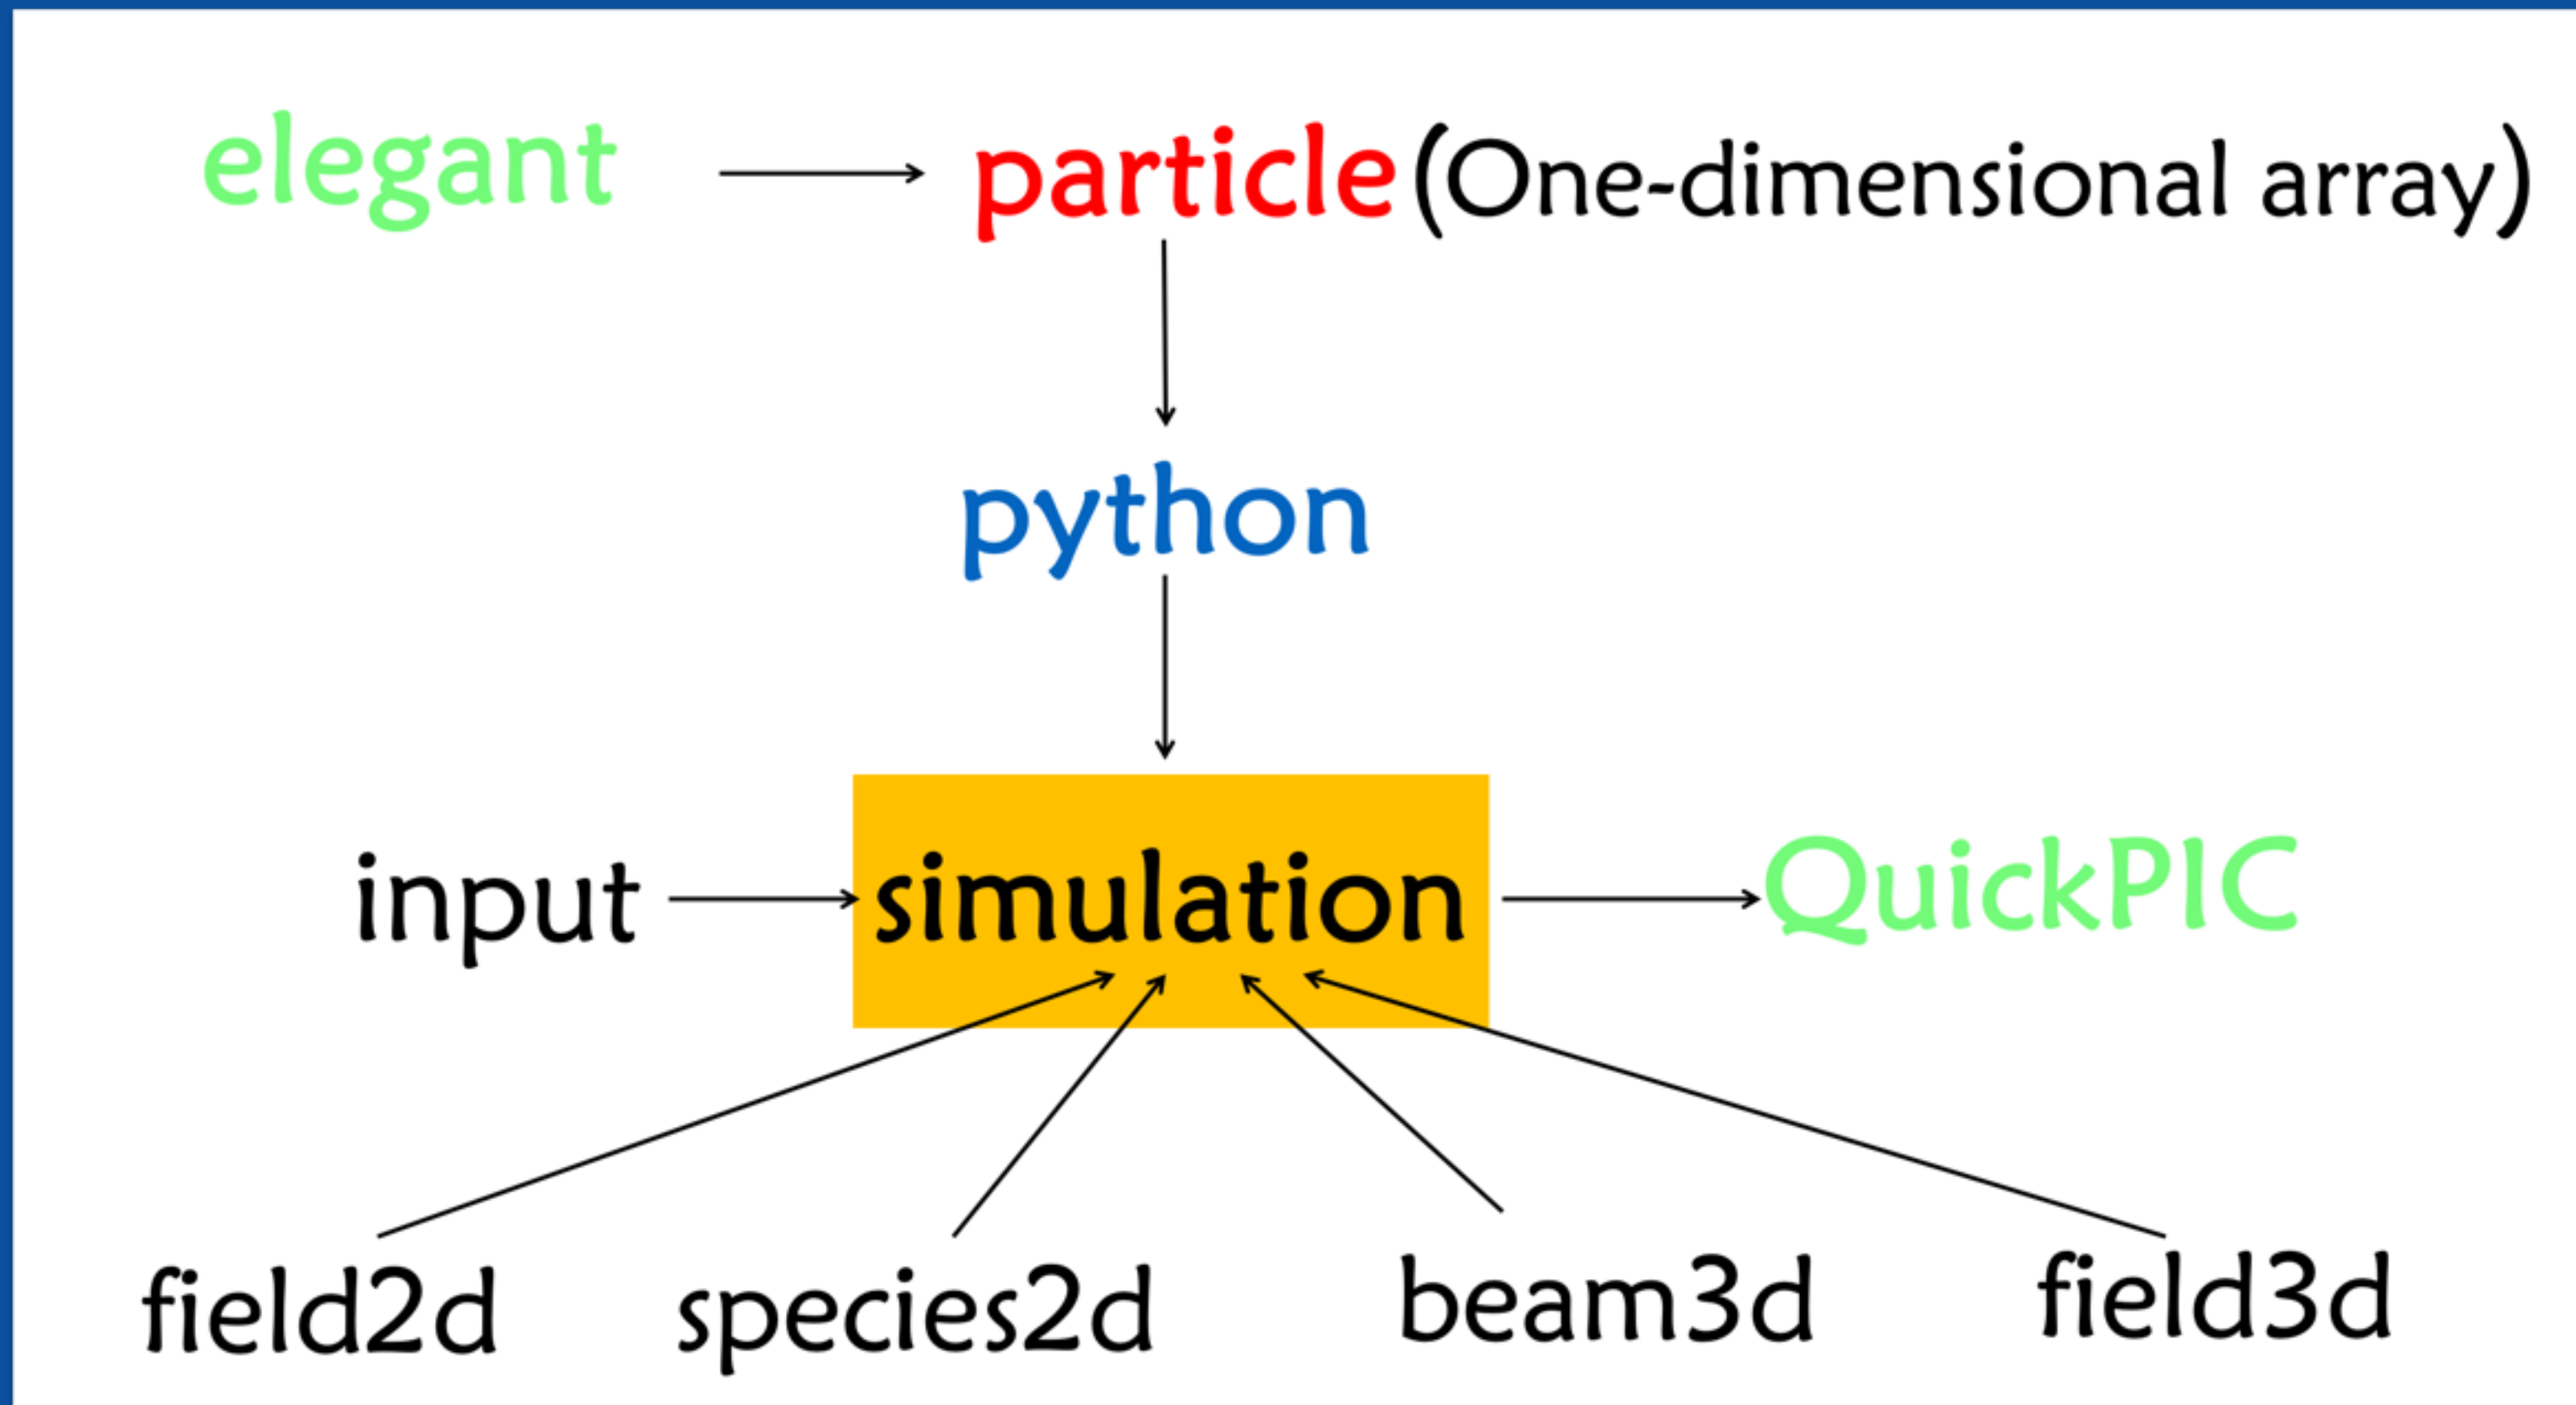 elegant particle(One-dimensional array)
python
input simulation QuickPIC
field2d species2d beam3d field3d